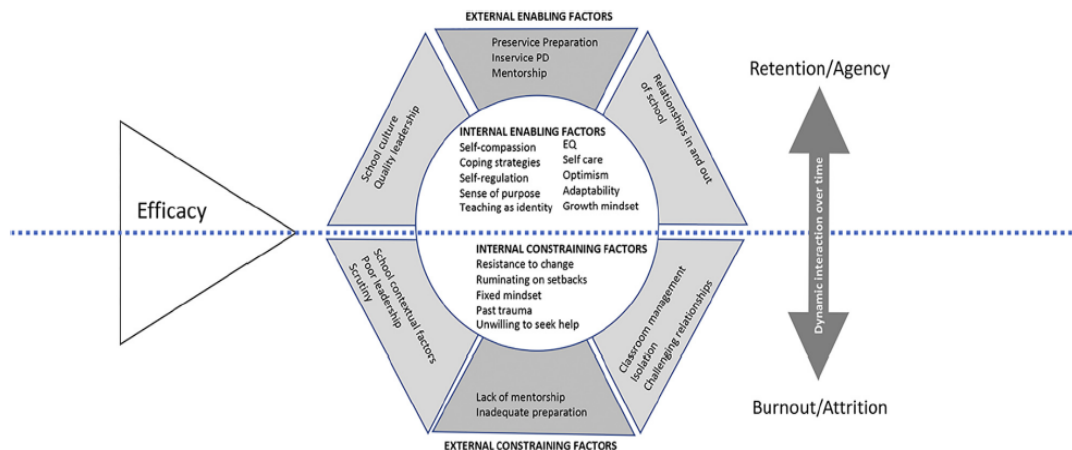 EXTERNAL ENABLING FACTORS
Preservice Preparation
Inservice PD
Mentorship
School culture
Quality leadership
Relationships in and out
of school
INTERNAL ENABLING FACTORS
Self-compassion
Coping strategies
Self-regulation
Sense of purpose
Teaching as identity
EQ
Self care
Optimism
Adaptability
Growth mindset
Efficacy
Retention/Agency
Dynamic interaction over time
Burnout/Attrition
INTERNAL CONSTRAINING FACTORS
Resistance to change
Ruminating on setbacks
Fixed mindset
Past trauma
Unwilling to seek help
School contextual factors
Poor leadership
Scrutiny
Classroom management
Isolation
Challenging relationships
Lack of mentorship
Inadequate preparation
EXTERNAL CONSTRAINING FACTORS